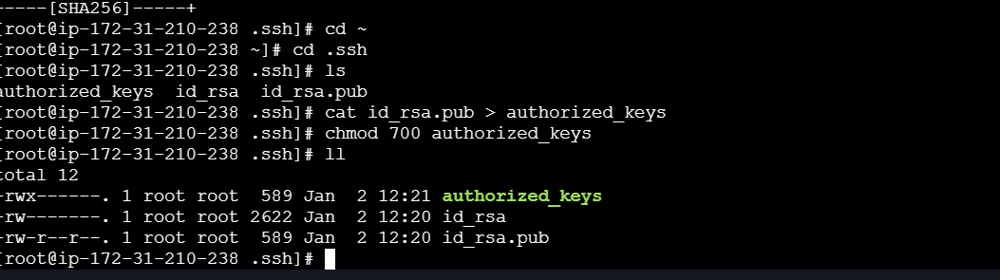 -----[SHA256]-----+
[root@ip-172-31-210-238 .ssh]# cd ~
[root@ip-172-31-210-238 ~]# cd .ssh
[root@ip-172-31-210-238 .ssh]# ls
authorized_keys  id_rsa  id_rsa.pub
[root@ip-172-31-210-238 .ssh]# cat id_rsa.pub > authorized_keys
[root@ip-172-31-210-238 .ssh]# chmod 700 authorized_keys
[root@ip-172-31-210-238 .ssh]# ll
total 12
-rwx------. 1 root root  589 Jan  2 12:21 authorized_keys
-rw-------. 1 root root 2622 Jan  2 12:20 id_rsa
-rw-r--r--. 1 root root  589 Jan  2 12:20 id_rsa.pub
[root@ip-172-31-210-238 .ssh]#